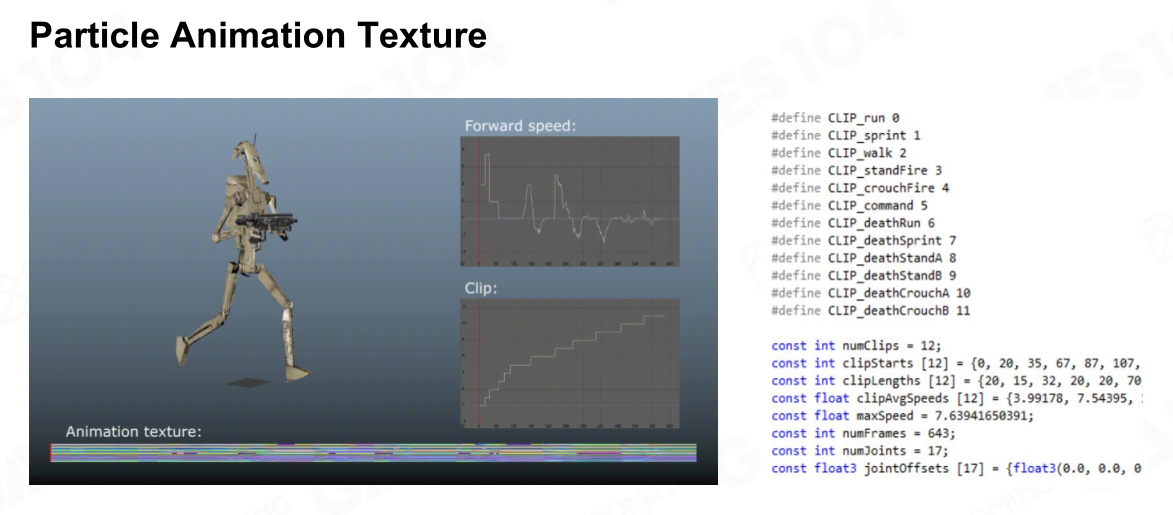 Particle Animation Texture
Forward speed:
Clip:
Animation texture:
#define CLIP_run 0
#define CLIP_sprint 1
#define CLIP_walk 2
#define CLIP_standFire 3
#define CLIP_crouchFire 4
#define CLIP_command 5
#define CLIP_deathRun 6
#define CLIP_deathSprint 7
#define CLIP_deathStandA 8
#define CLIP_deathStandB 9
#define CLIP_deathCrouchA 10
#define CLIP_deathCrouchB 11
const int numClips = 12;
const int clipStarts [12] = {0, 20, 35, 67, 87, 107,
const int clipLengths [12] = {20, 15, 32, 20, 20, 70
const float clipAvgSpeeds [12] = {3.99178, 7.54395,
const float maxSpeed = 7.63941650391;
const int numFrames = 643;
const int numJoints = 17;
const float3 jointOffsets [17] = {float3(0.0, 0.0, 0